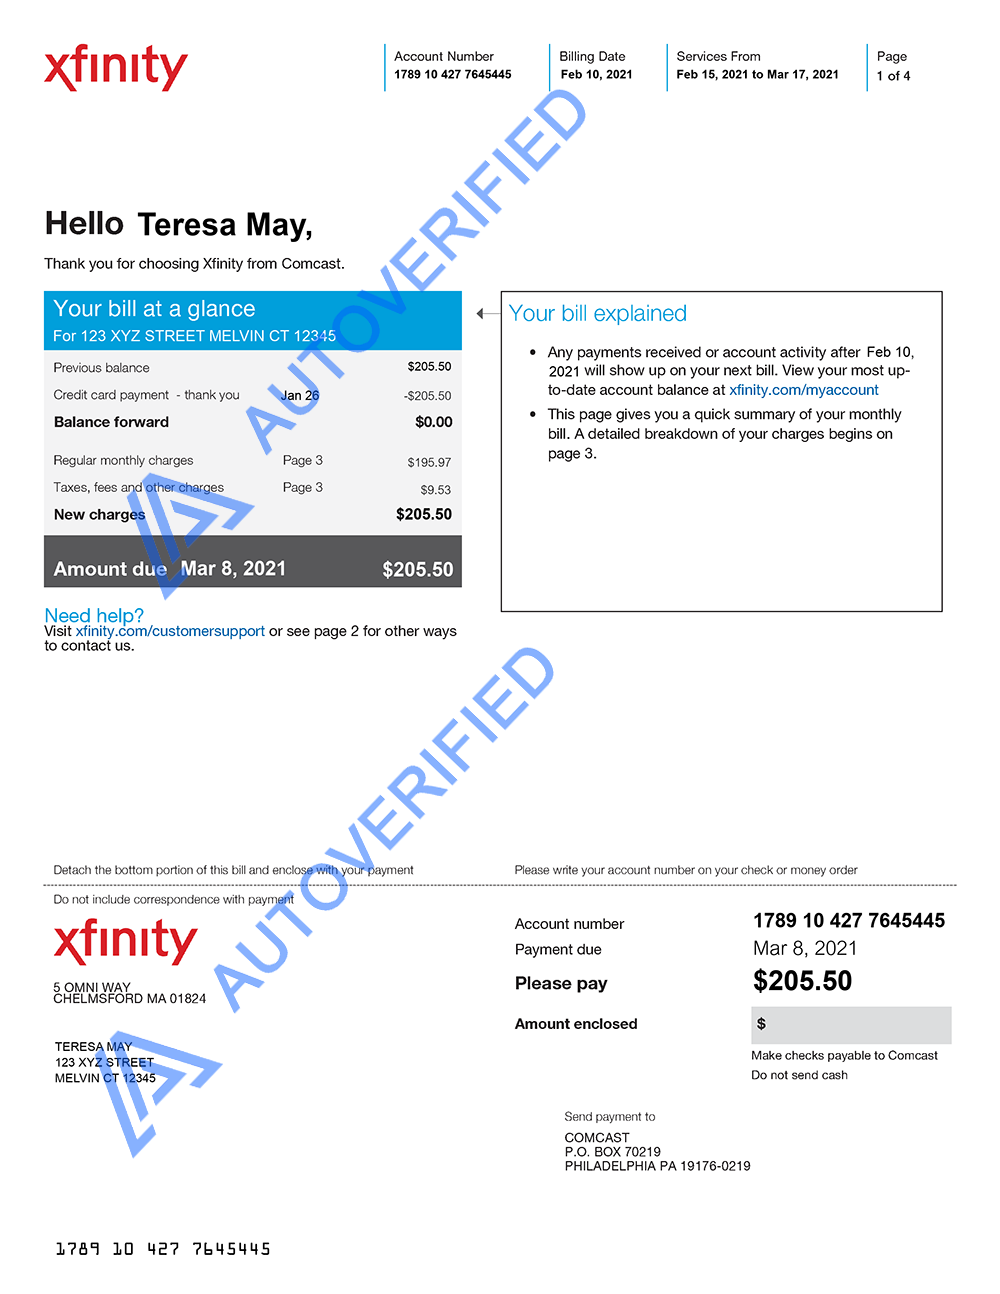 xfinity
Account Number
1789 10 427 7645445
Billing Date
Feb 10, 2021
Services From
Feb 15, 2021 to Mar 17, 2021
Page
1 of 4
Hello Teresa May,
Thank you for choosing Xfinity from Comcast.
Your bill at a glance
For 123 XYZ STREET MELVIN CT 12345
Previous balance $205.50
Credit card payment - thank you Jan 26 -$205.50
Balance forward $0.00
Regular monthly charges Page 3 $195.97
Taxes, fees and other charges Page 3 $9.53
New charges $205.50
Amount due Mar 8, 2021 $205.50
Need help?
Visit xfinity.com/customersupport or see page 2 for other ways
to contact us.
Your bill explained
• Any payments received or account activity after Feb 10,
2021 will show up on your next bill. View your most up-
to-date account balance at xfinity.com/myaccount
• This page gives you a quick summary of your monthly
bill. A detailed breakdown of your charges begins on
page 3.
AUTOVERIFIED
AUTOVERIFIED
Detach the bottom portion of this bill and enclose with your payment
Please write your account number on your check or money order
Do not include correspondence with payment
xfinity
5 OMNI WAY
CHELMSFORD MA 01824
TERESA MAY
123 XYZ STREET
MELVIN CT 12345
Account number 1789 10 427 7645445
Payment due Mar 8, 2021
Please pay $205.50
Amount enclosed $
Make checks payable to Comcast
Do not send cash
Send payment to
COMCAST
P.O. BOX 70219
PHILADELPHIA PA 19176-0219
1789 10 427 7645445